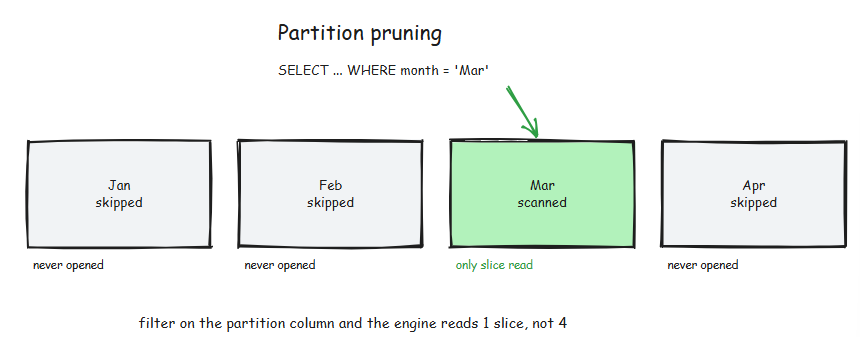 Partition pruning
SELECT ... WHERE month = 'Mar'
Jan
skipped
Feb
skipped
Mar
scanned
Apr
skipped
never opened
never opened
only slice read
never opened
filter on the partition column and the engine reads 1 slice, not 4